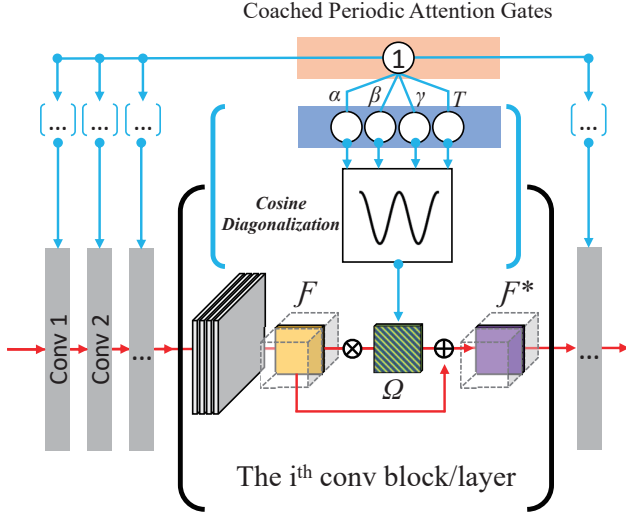 Coached Periodic Attention Gates
1
α β γ T
... ... ... ...
Cosine
Diagonalization
Conv 1
Conv 2
...
F
Ω
F*
...
The ith conv block/layer